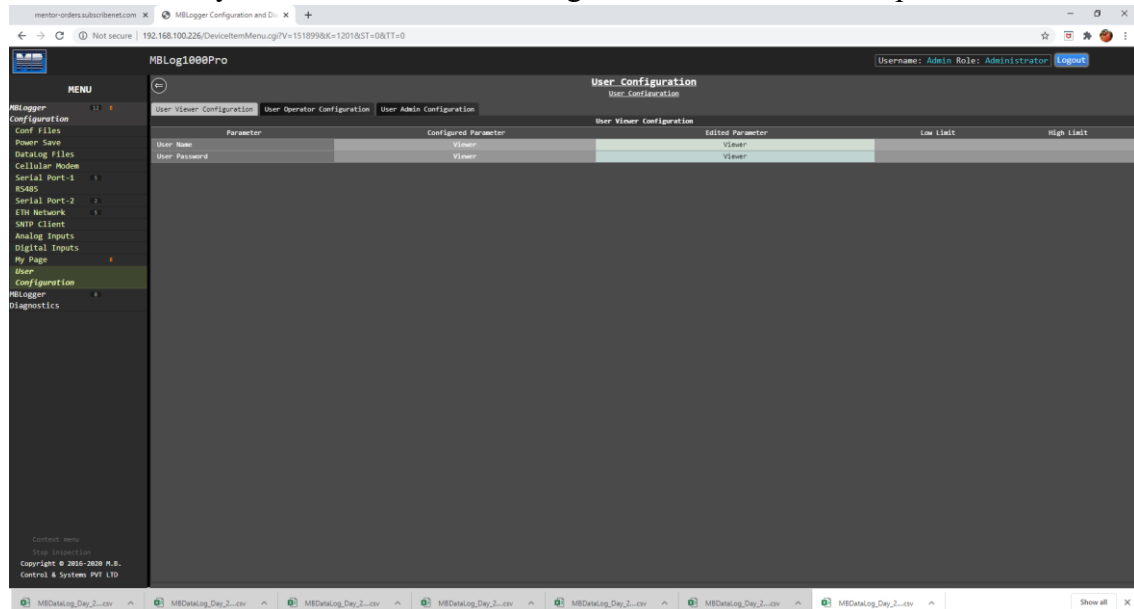 mentor-orders.subscribenet.com
MBLogger Configuration and Di
Not secure
192.168.100.226/DeviceItemMenu.cgi?V=151899&K=1201&ST=0&TT=0
MBLog1000Pro
Username: Admin Role: Administrator
Logout
MENU
User Configuration
User Configuration
MBLogger 12
Configuration
User Viewer Configuration
User Operator Configuration
User Admin Configuration
User Viewer Configuration
Parameter
Configured Parameter
Edited Parameter
Low Limit
High Limit
User Name
Viewer
Viewer
User Password
Viewer
Viewer
Conf Files
Power Save
DataLog Files
Cellular Modem
Serial Port-1
RS485
Serial Port-2
ETH Network
SNTP Client
Analog Inputs
Digital Inputs
My Page
User
Configuration
MBLogger
Diagnostics
Context menu
Stop Inspection
Copyright © 2016-2020 M.B.
Control & Systems PVT LTD
MBDataLog_Day_2....csv
MBDataLog_Day_2....csv
MBDataLog_Day_2....csv
MBDataLog_Day_2....csv
MBDataLog_Day_2....csv
MBDataLog_Day_2....csv
MBDataLog_Day_2....csv
Show all